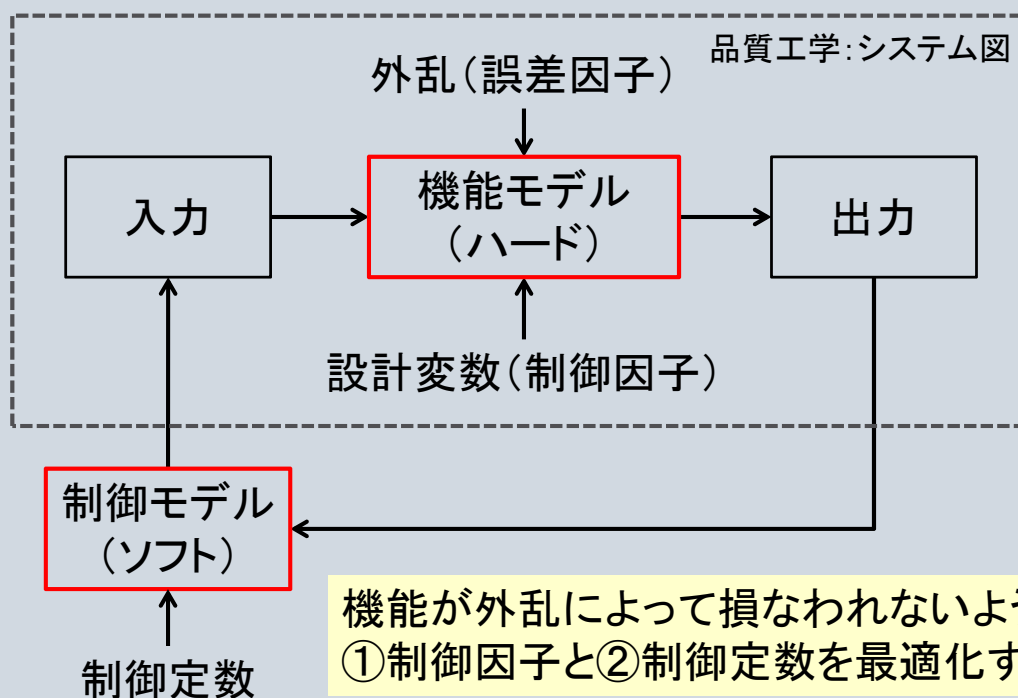 品質工学:システム図
外乱(誤差因子)
入力
機能モデル
(ハード)
出力
設計変数(制御因子)
制御モデル
(ソフト)
制御定数
機能が外乱によって損なわれないよ
①制御因子と②制御定数を最適化す